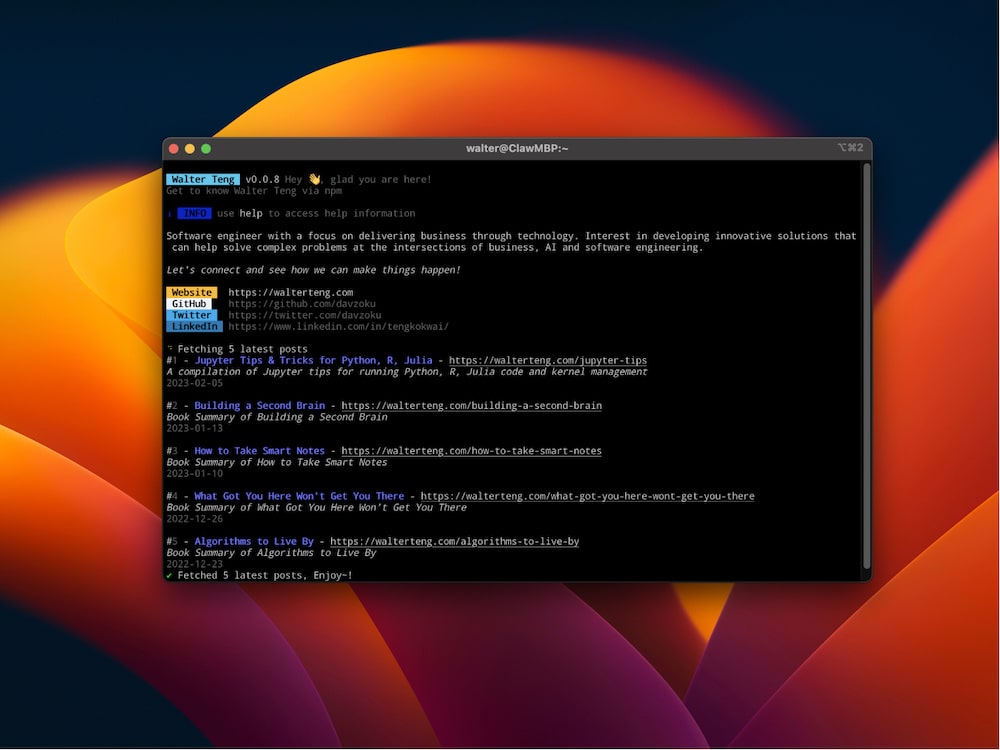 walter@ClawMBP:~
⌥⌘2
Walter Teng v0.0.8 Hey 👋, glad you are here!
Get to know Walter Teng via npm
INFO use help to access help information
Software engineer with a focus on delivering business through technology. Interest in developing innovative solutions that
can help solve complex problems at the intersections of business, AI and software engineering.
Let's connect and see how we can make things happen!
Website https://walterteng.com
GitHub https://github.com/davzoku
Twitter https://twitter.com/davzoku
LinkedIn https://www.linkedin.com/in/tengkokwai/
Fetching 5 latest posts
#1 - Jupyter Tips & Tricks for Python, R, Julia - https://walterteng.com/jupyter-tips
A compilation of Jupyter tips for running Python, R, Julia code and kernel management
2023-02-05
#2 - Building a Second Brain - https://walterteng.com/building-a-second-brain
Book Summary of Building a Second Brain
2023-01-13
#3 - How to Take Smart Notes - https://walterteng.com/how-to-take-smart-notes
Book Summary of How to Take Smart Notes
2023-01-10
#4 - What Got You Here Won't Get You There - https://walterteng.com/what-got-you-here-wont-get-you-there
Book Summary of What Got You Here Won't Get You There
2022-12-26
#5 - Algorithms to Live By - https://walterteng.com/algorithms-to-live-by
Book Summary of Algorithms to Live By
2022-12-23
✔ Fetched 5 latest posts, Enjoy~!